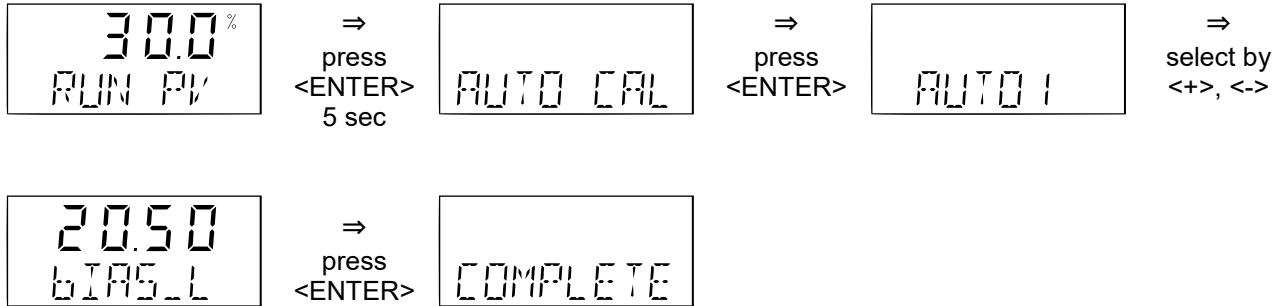 30.0 %
RUN PV
⇒
press
<ENTER>
5 sec
AUTO CAL
⇒
press
<ENTER>
AUTO 1
⇒
select by
<+>, <->
20.50
bIAS_L
⇒
press
<ENTER>
COMPLETE